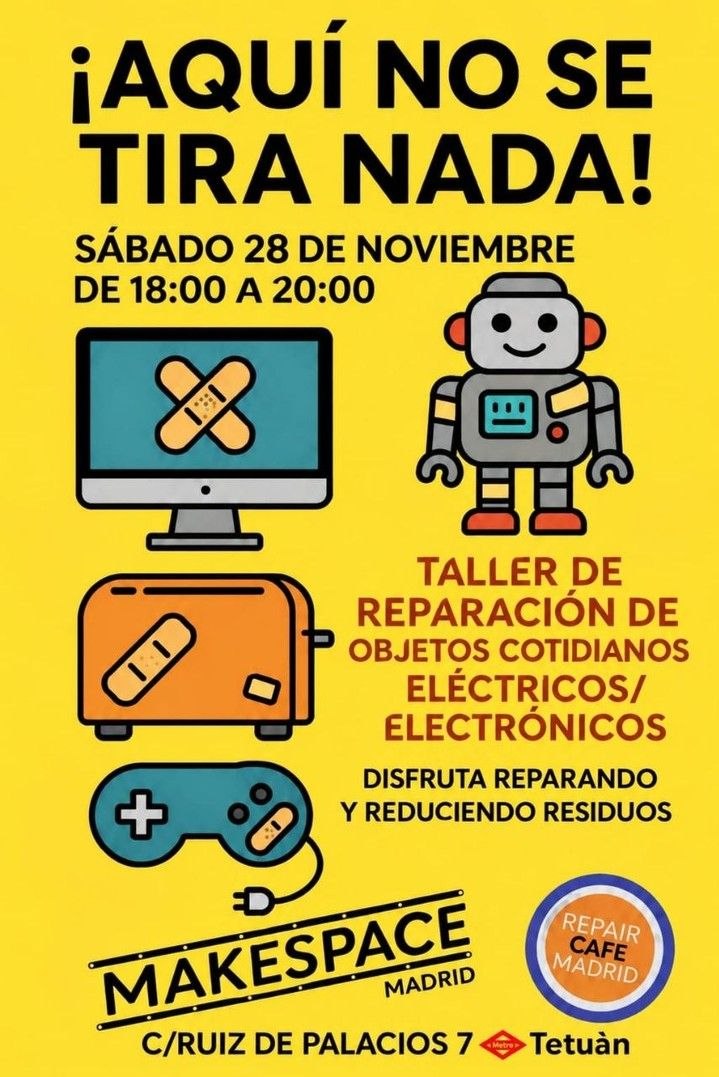 ¡AQUÍ NO SE
TIRA NADA!
SÁBADO 28 DE NOVIEMBRE
DE 18:00 A 20:00
TALLER DE
REPARACIÓN DE
OBJETOS COTIDIANOS
ELÉCTRICOS/
ELECTRÓNICOS
DISFRUTA REPARANDO
Y REDUCIENDO RESIDUOS
MAKESPACE
MADRID
REPAIR
CAFE
MADRID
C/RUIZ DE PALACIOS 7 Metro Tetuàn